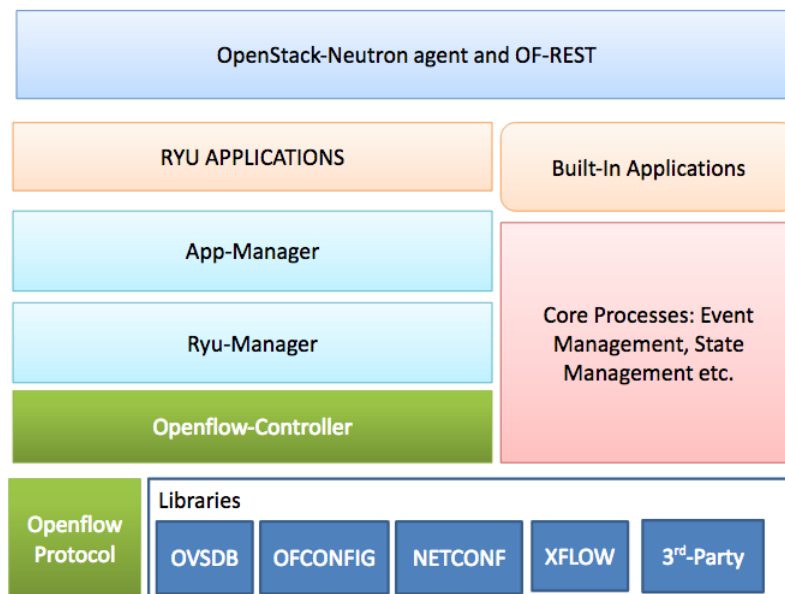 OpenStack-Neutron agent and OF-REST
RYU APPLICATIONS
Built-In Applications
App-Manager
Ryu-Manager
Core Processes: Event
Management, State
Management etc.
Openflow-Controller
Openflow
Protocol
Libraries
OVSDB
OFCONFIG
NETCONF
XFLOW
3rd-Party